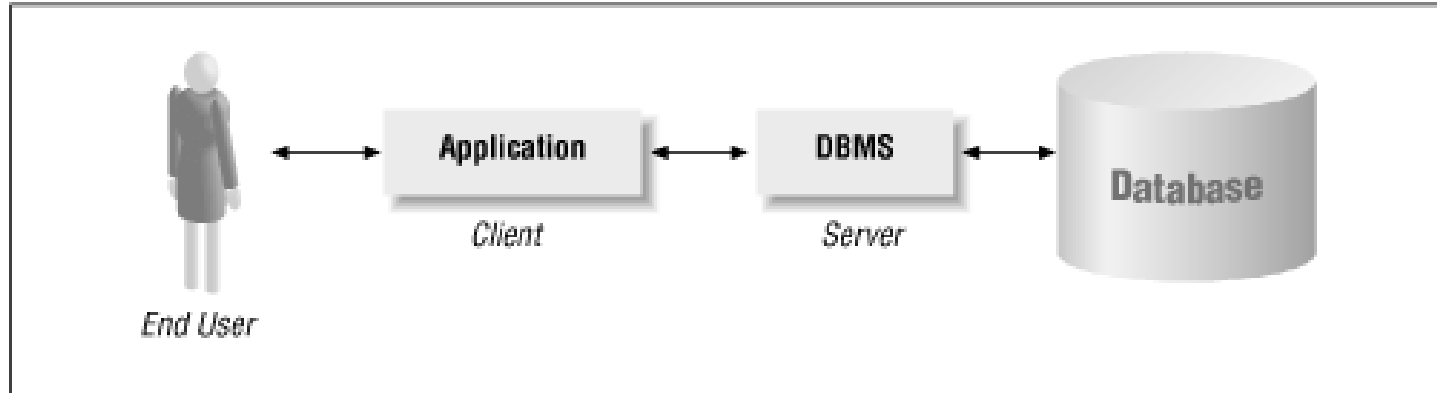 Application
DBMS
Database
Client
Server
End User